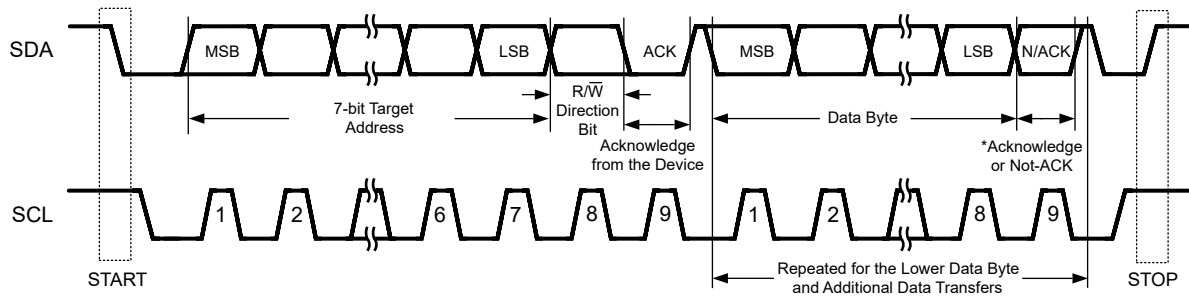 SDA
MSB
LSB
ACK
MSB
LSB
N/ACK
R/W̅
Direction
Bit
7-bit Target
Address
Acknowledge
from the Device
Data Byte
*Acknowledge
or Not-ACK
SCL
1
2
6
7
8
9
1
2
8
9
START
Repeated for the Lower Data Byte
and Additional Data Transfers
STOP